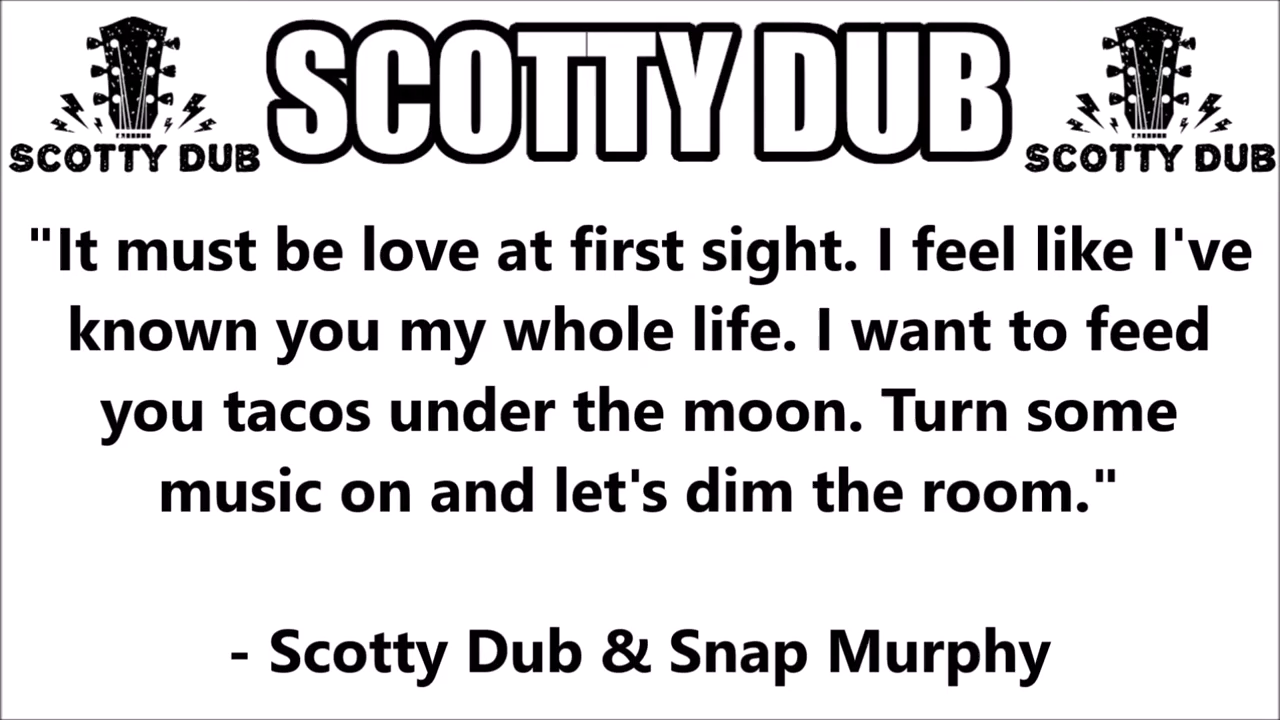 SCOTTY DUB
SCOTTY DUB
SCOTTY DUB
"It must be love at first sight. I feel like I've
known you my whole life. I want to feed
you tacos under the moon. Turn some
music on and let's dim the room."
- Scotty Dub & Snap Murphy